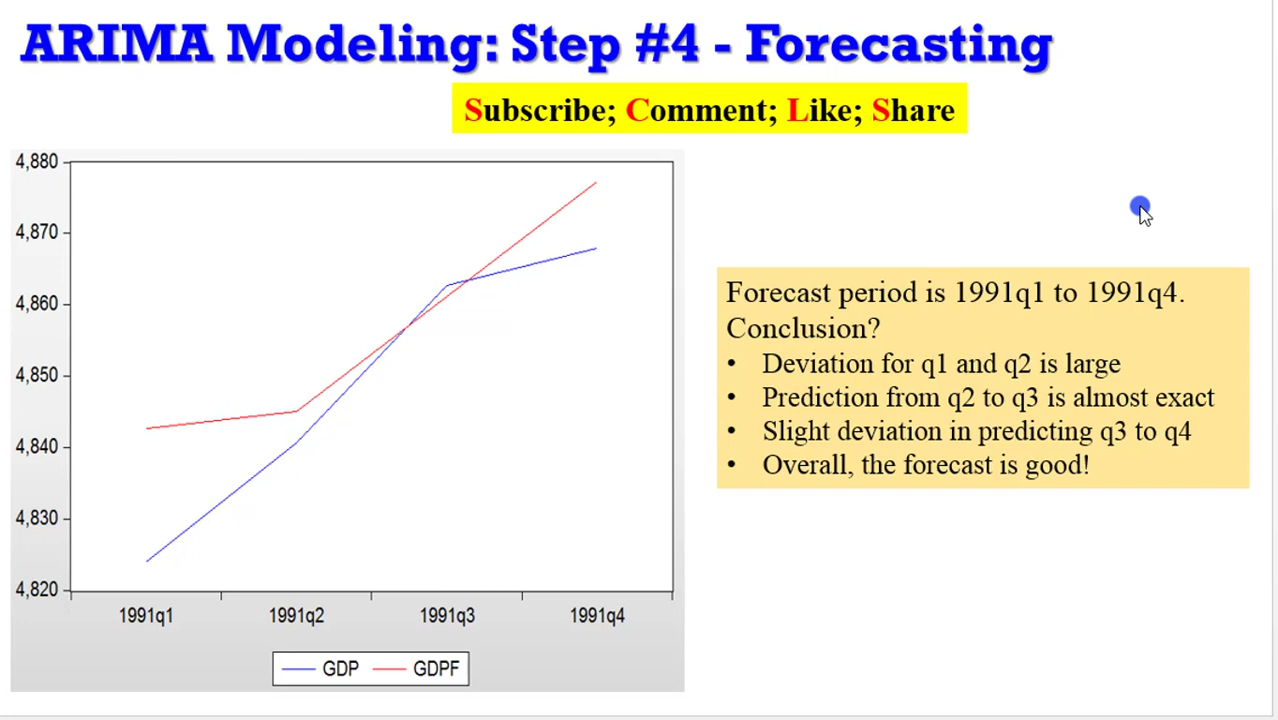 ARIMA Modeling: Step #4 - Forecasting
Subscribe; Comment; Like; Share
4,880
4,870
4,860
4,850
4,840
4,830
4,820
1991q1 1991q2 1991q3 1991q4
GDP GDPF
Forecast period is 1991q1 to 1991q4.
Conclusion?
• Deviation for q1 and q2 is large
• Prediction from q2 to q3 is almost exact
• Slight deviation in predicting q3 to q4
• Overall, the forecast is good!